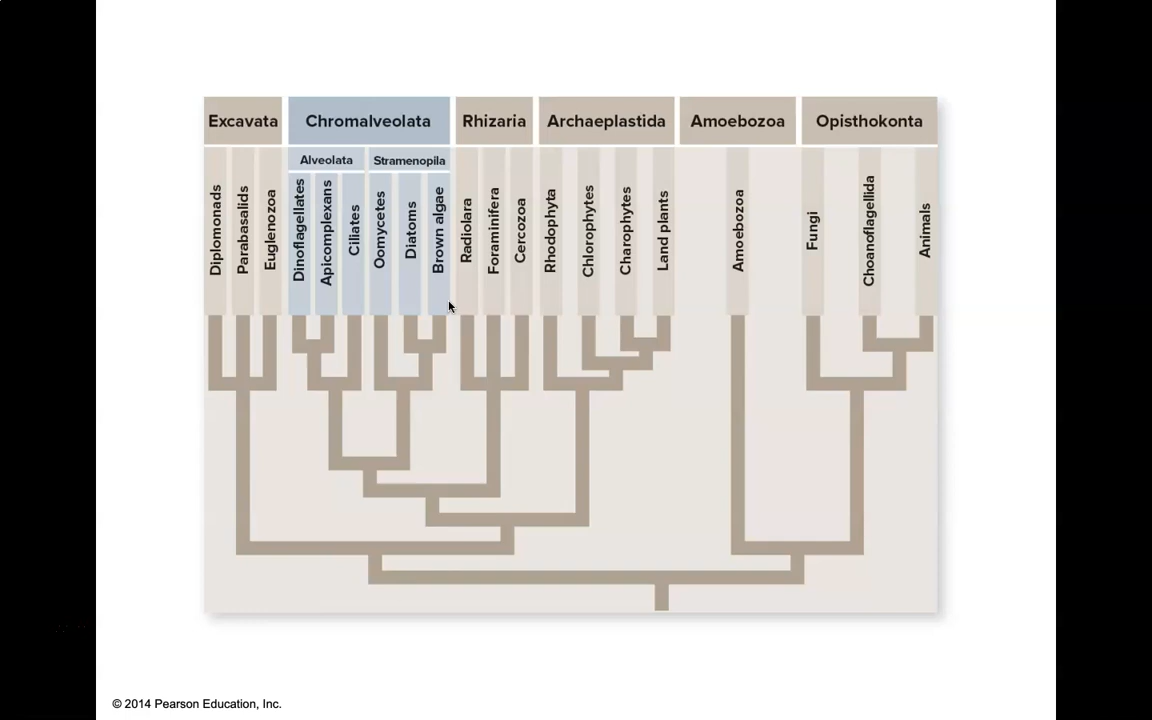 Excavata
Chromalveolata
Rhizaria
Archaeplastida
Amoebozoa
Opisthokonta
Alveolata
Stramenopila
Diplomonads
Parabasalids
Euglenozoa
Dinoflagellates
Apicomplexans
Ciliates
Oomycetes
Diatoms
Brown algae
Radiolara
Foraminifera
Cercozoa
Rhodophyta
Chlorophytes
Charophytes
Land plants
Amoebozoa
Fungi
Choanoflagellida
Animals
© 2014 Pearson Education, Inc.